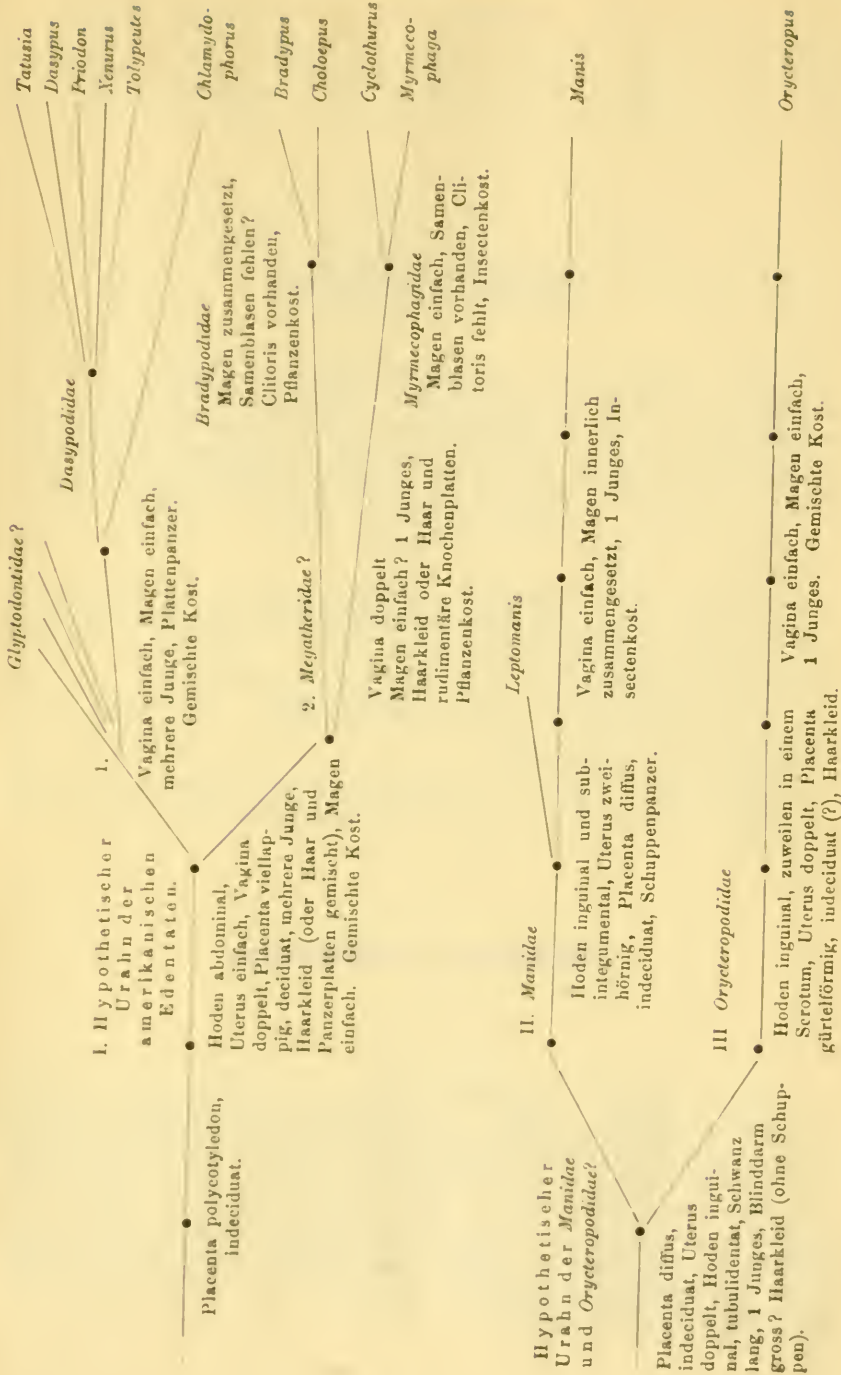 I. Hypothetischer
Urahn der
amerikanischen
Edentaten.
Placenta polycotyledon,
indeciduat.
Hoden abdominal,
Uterus einfach, Vagina
doppelt, Placenta viellap-
pig, deciduat, mehrere Junge,
Haarkleid (oder Haar und
Panzerplatten gemischt), Magen
einfach. Gemischte Kost.
Glyptodontidae?
1.
Vagina einfach, Magen einfach,
mehrere Junge, Plattenpanzer.
Gemischte Kost.
Dasypodidae
Tatusia
Dasypus
Priodon
Xenurus
Tolypeutes
Chlamydo-
phorus
2. Megatheridae?
Vagina doppelt
Magen einfach? 1 Junges,
Haarkleid oder Haar und
rudimentäre Knochenplatten.
Pflanzenkost.
Bradypodidae
Magen zusammengesetzt,
Samenblasen fehlen?
Clitoris vorhanden,
Pflanzenkost.
Bradypus
Choloepus
Myrmecophagidae
Magen einfach, Samen-
blasen vorhanden, Cli-
toris fehlt, Insectenkost.
Cyclothurus
Myrmeco-
phaga
Hypothetischer
Urahn der Manidae
und Orycteropodidae?
Placenta diffus,
indeciduat, Uterus
doppelt, Hoden ingui-
nal, tubulidentat, Schwanz
lang, 1 Junges, Blinddarm
gross? Haarkleid (ohne Schup-
pen).
II. Manidae
Hoden inguinal und sub-
integumental, Uterus zwei-
hörnig, Placenta diffus,
indeciduat, Schuppenpanzer.
Leptomanis
Vagina einfach, Magen innerlich
zusammengesetzt, 1 Junges, In-
sectenkost.
Manis
III Orycteropodidae
Hoden inguinal, zuweilen in einem
Scrotum, Uterus doppelt, Placenta
gürtelförmig, indeciduat (?), Haarkleid.
Vagina einfach, Magen einfach,
1 Junges. Gemischte Kost.
Orycteropus